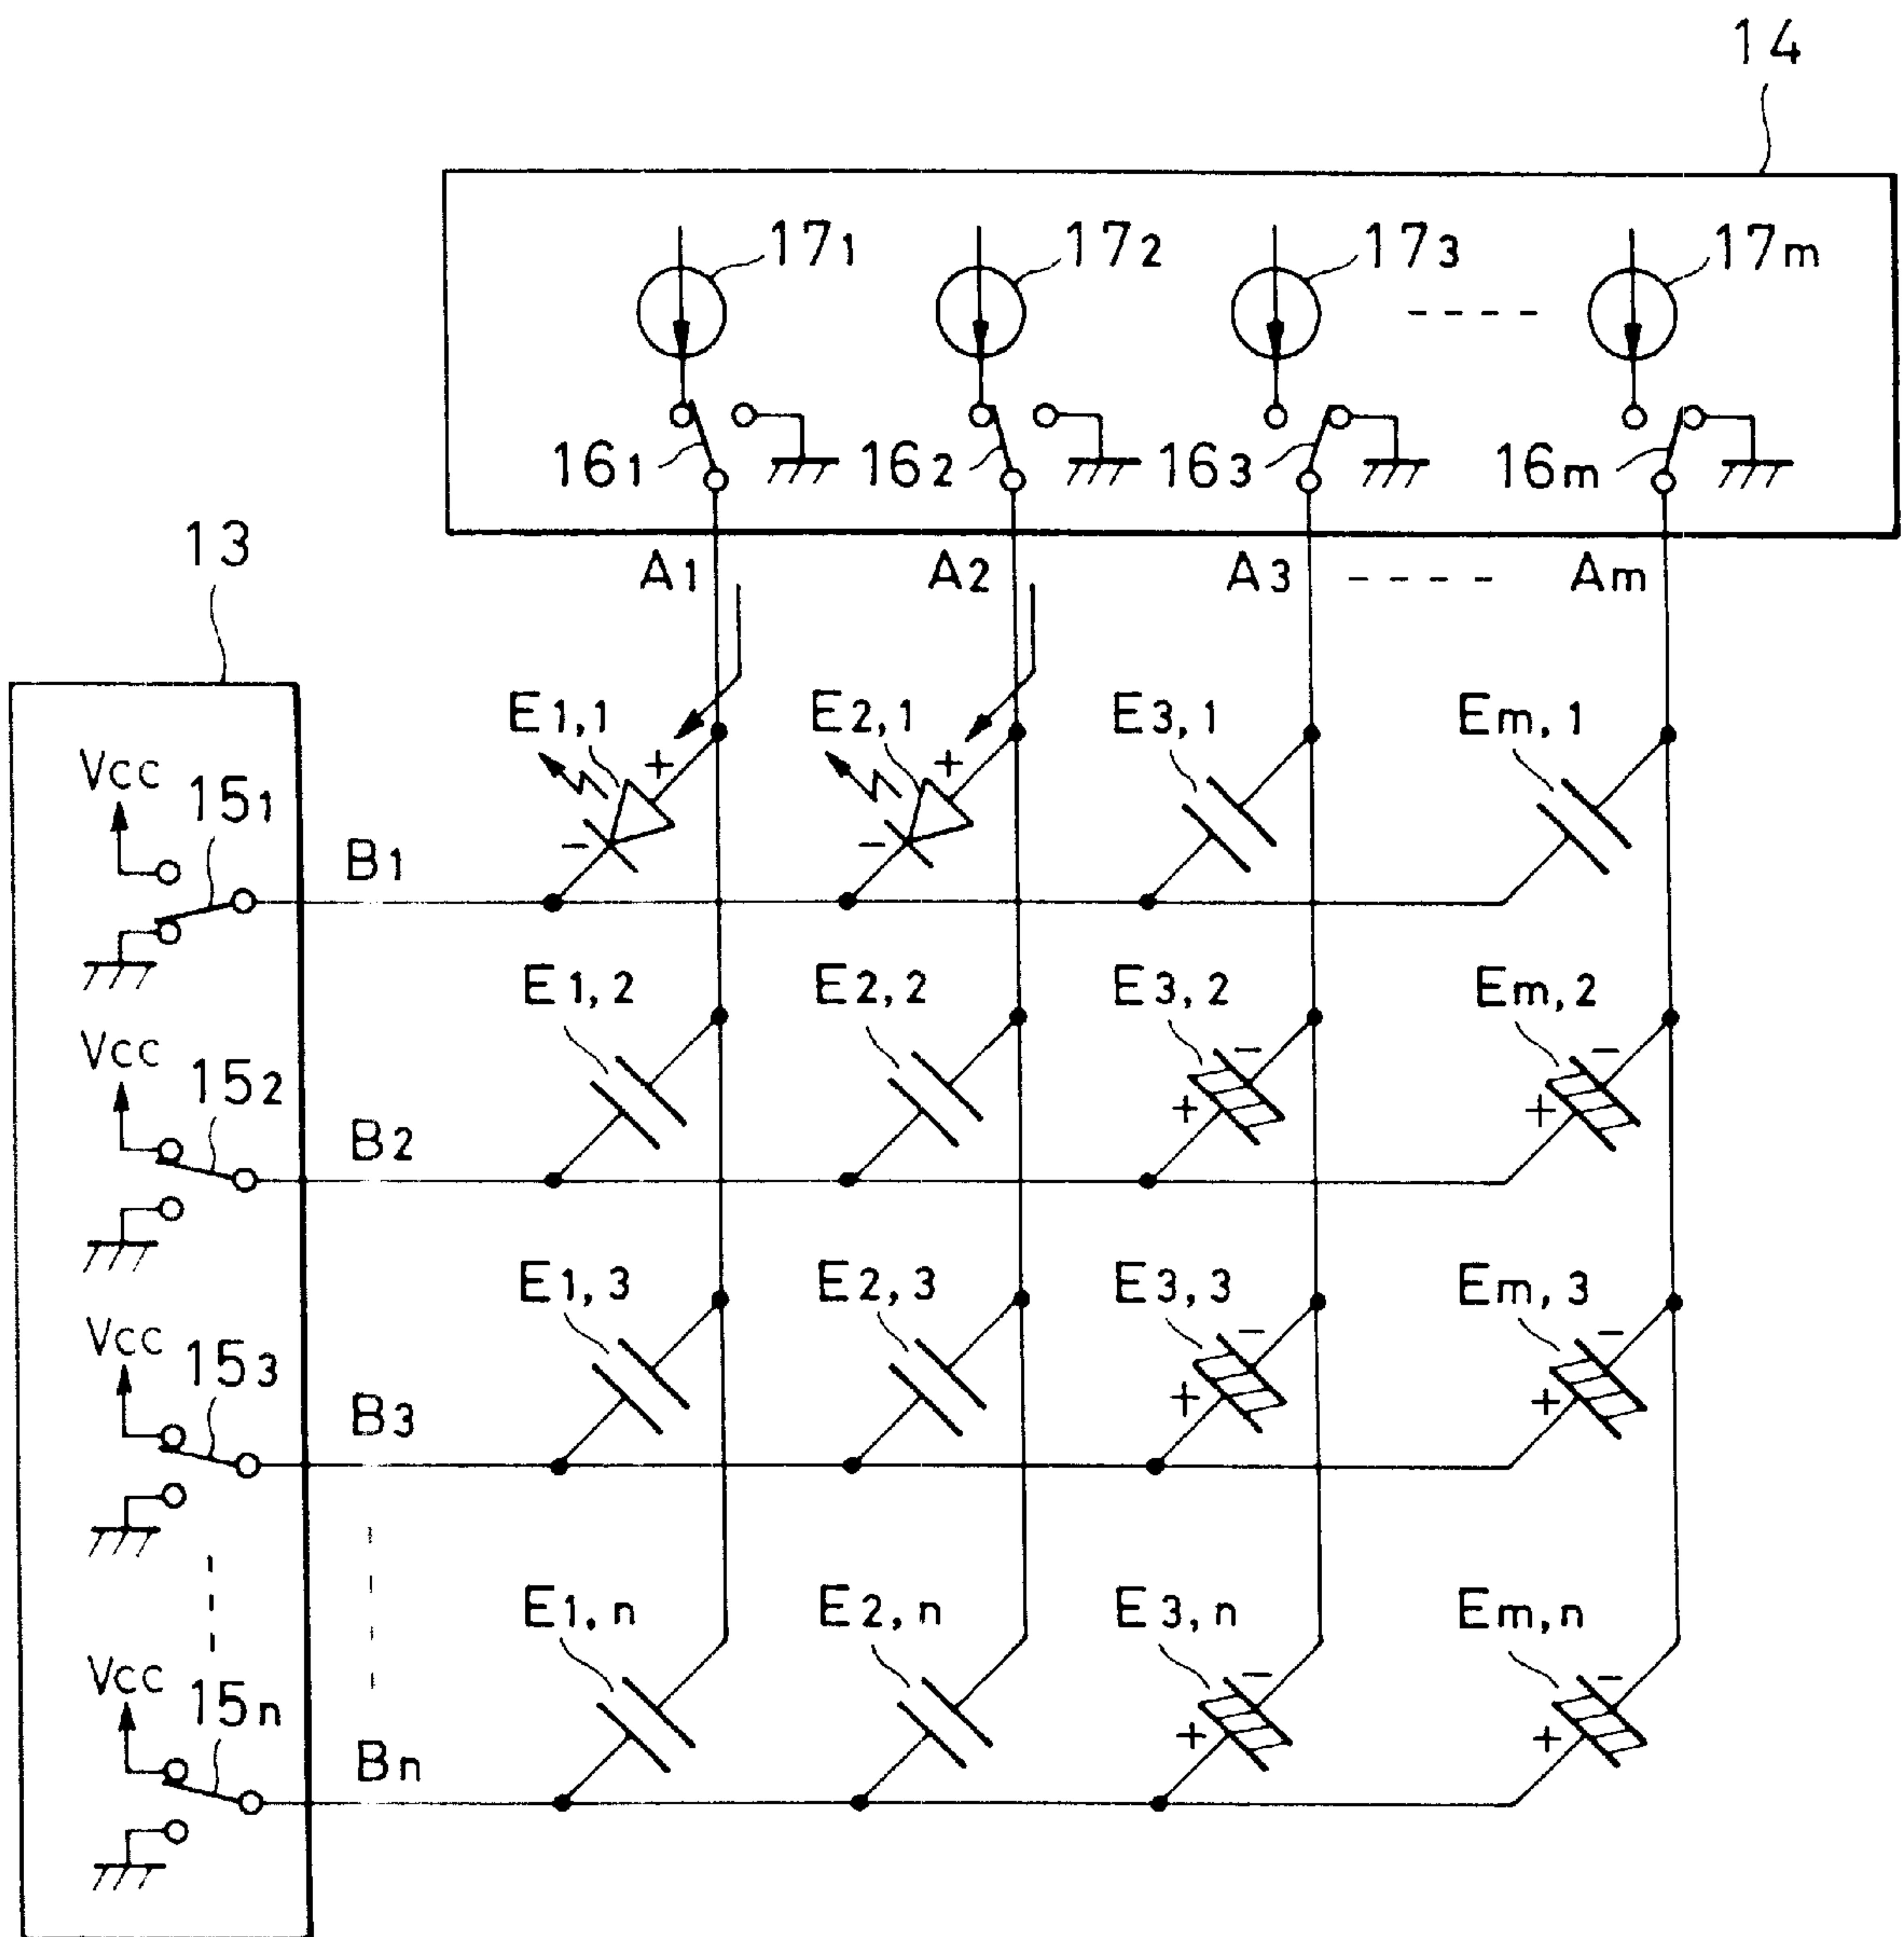 14
17₁ 17₂ 17₃ 17m
16₁ 16₂ 16₃ 16m
13
A1 A2 A3 Am
E1,1 E2,1 E3,1 Em,1
+ +
Vcc
15₁
- -
B1
E1,2 E2,2 E3,2 Em,2
Vcc
15₂
- -
+ +
B2
E1,3 E2,3 E3,3 Em,3
Vcc
15₃
- -
+ +
B3
E1,n E2,n E3,n Em,n
Vcc
15n
- -
+ +
Bn